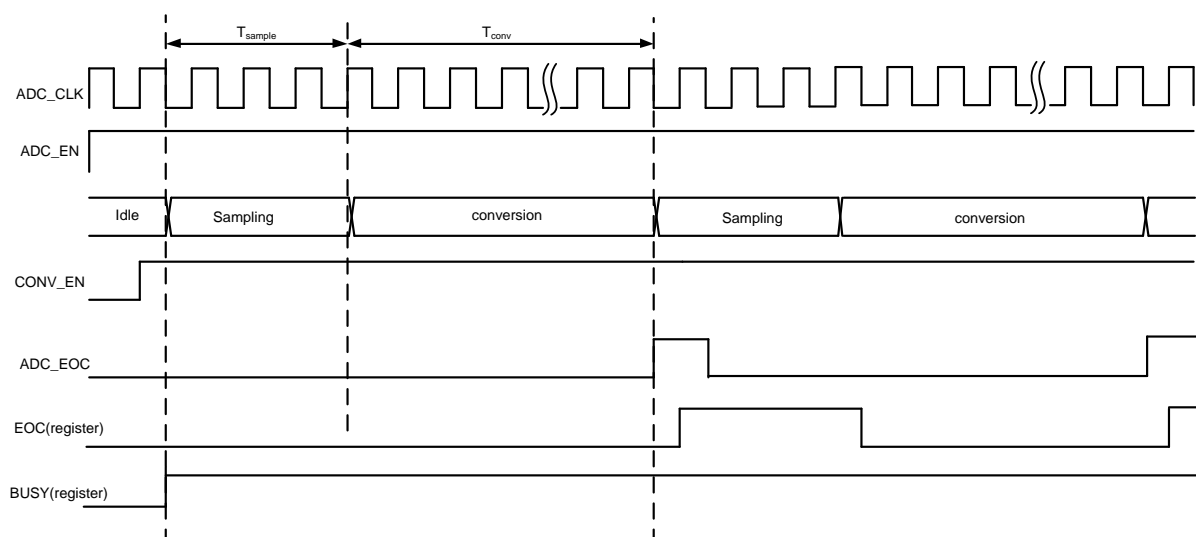 Tsample
Tconv
ADC_CLK
ADC_EN
Idle
Sampling
conversion
Sampling
conversion
CONV_EN
ADC_EOC
EOC(register)
BUSY(register)